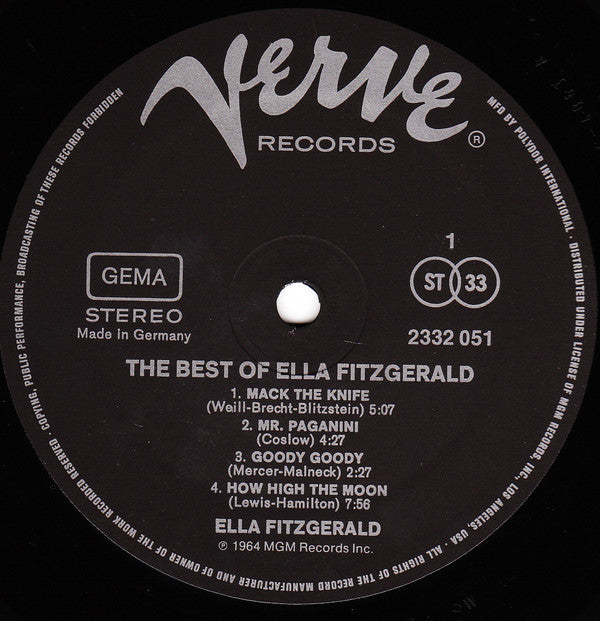 Verve
RECORDS ®
MFD BY POLYDOR INTERNATIONAL · DISTRIBUTED UNDER LICENSE OF MGM RECORDS, INC., LOS ANGELES, USA · ALL RIGHTS OF THE RECORD MANUFACTURER AND OF THE OWNER OF THE WORK RECORDED RESERVED · COPYING, PUBLIC PERFORMANCE, BROADCASTING OF THESE RECORDS FORBIDDEN
GEMA
STEREO
Made in Germany
1
ST 33
2332 051
THE BEST OF ELLA FITZGERALD
1. MACK THE KNIFE
(Weill-Brecht-Blitzstein) 5:07
2. MR. PAGANINI
(Coslow) 4:27
3. GOODY GOODY
(Mercer-Malneck) 2:27
4. HOW HIGH THE MOON
(Lewis-Hamilton) 7:56
ELLA FITZGERALD
℗ 1964 MGM Records Inc.